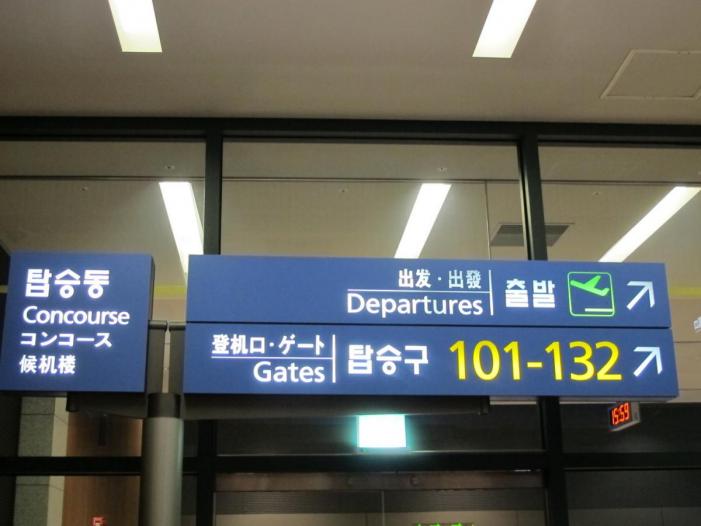 탑승동
Concourse
コンコース
候机楼
出发·出發
Departures
출발
登机口·ゲート
Gates
탑승구
101-132
15:59